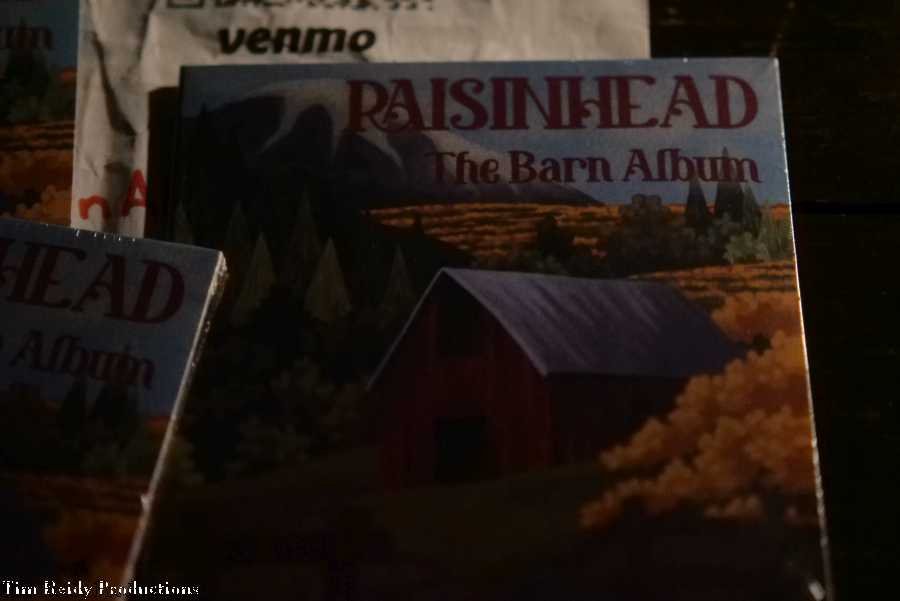 venmo
RAISINHEAD
The Barn Album
HEAD
Album
Tim Reidy Productions